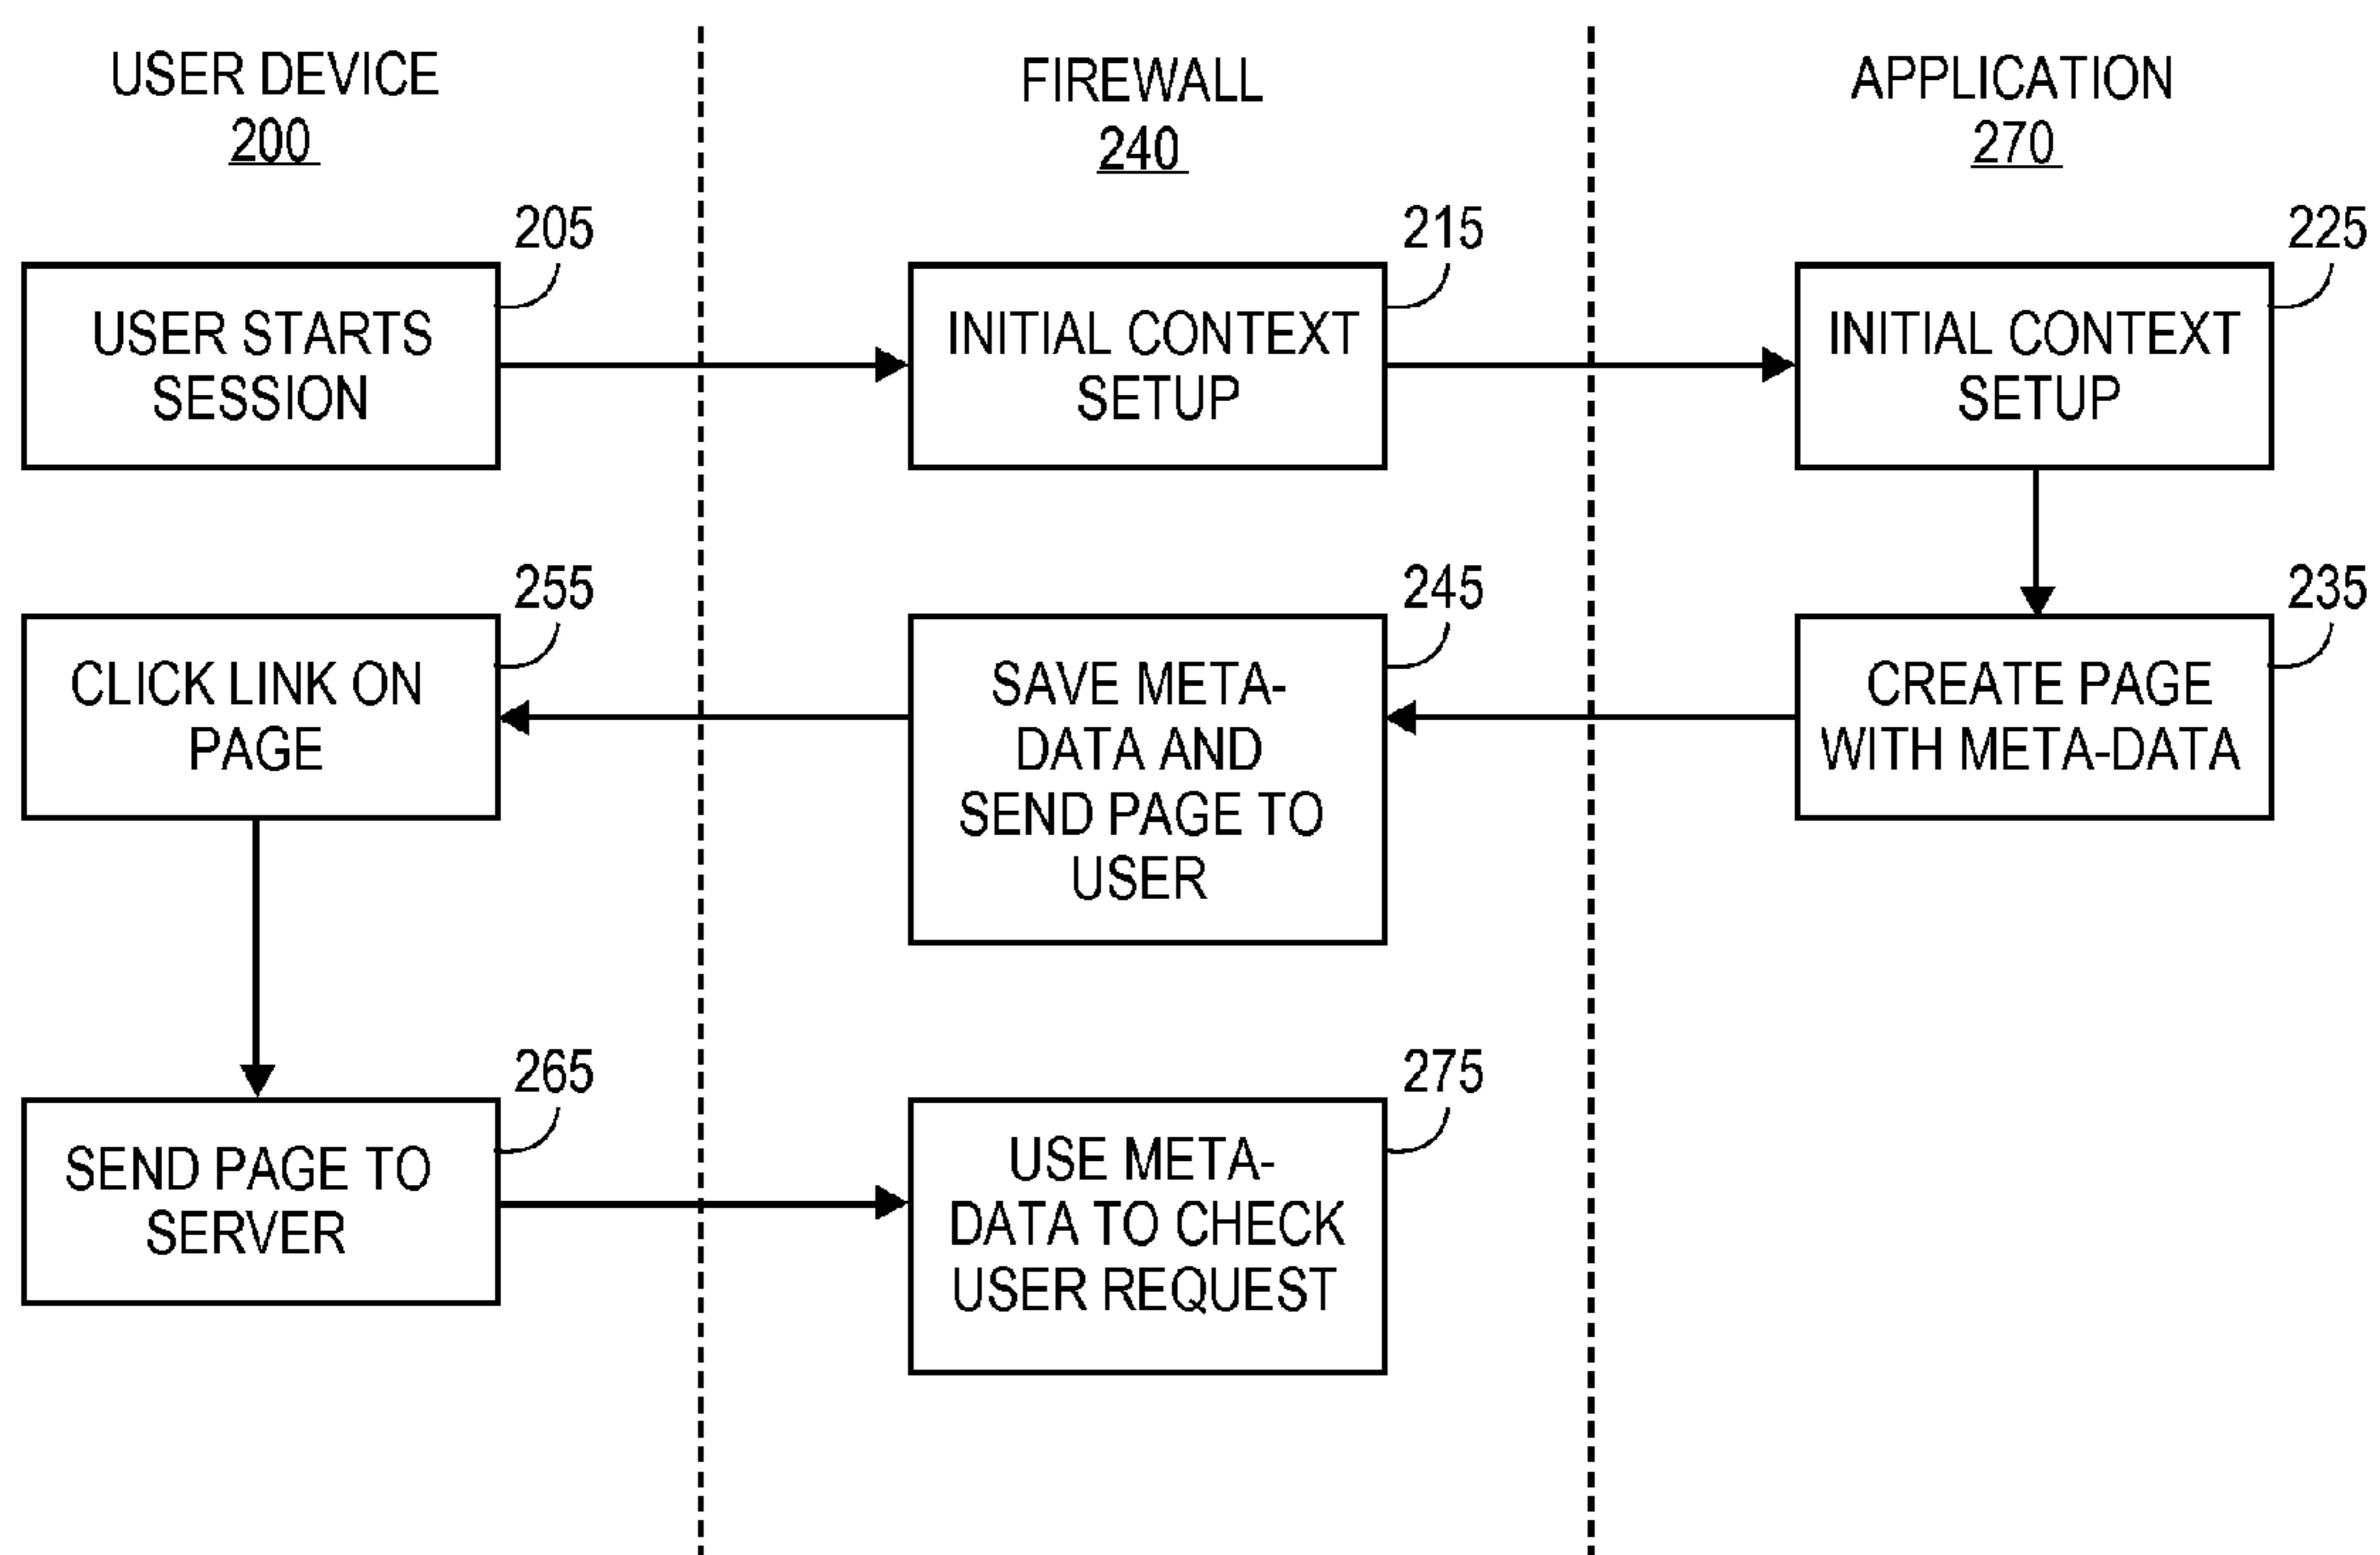 USER DEVICE
200
FIREWALL
240
APPLICATION
270
205
USER STARTS
SESSION
215
INITIAL CONTEXT
SETUP
225
INITIAL CONTEXT
SETUP
255
CLICK LINK ON
PAGE
245
SAVE META-
DATA AND
SEND PAGE TO
USER
235
CREATE PAGE
WITH META-DATA
265
SEND PAGE TO
SERVER
275
USE META-
DATA TO CHECK
USER REQUEST